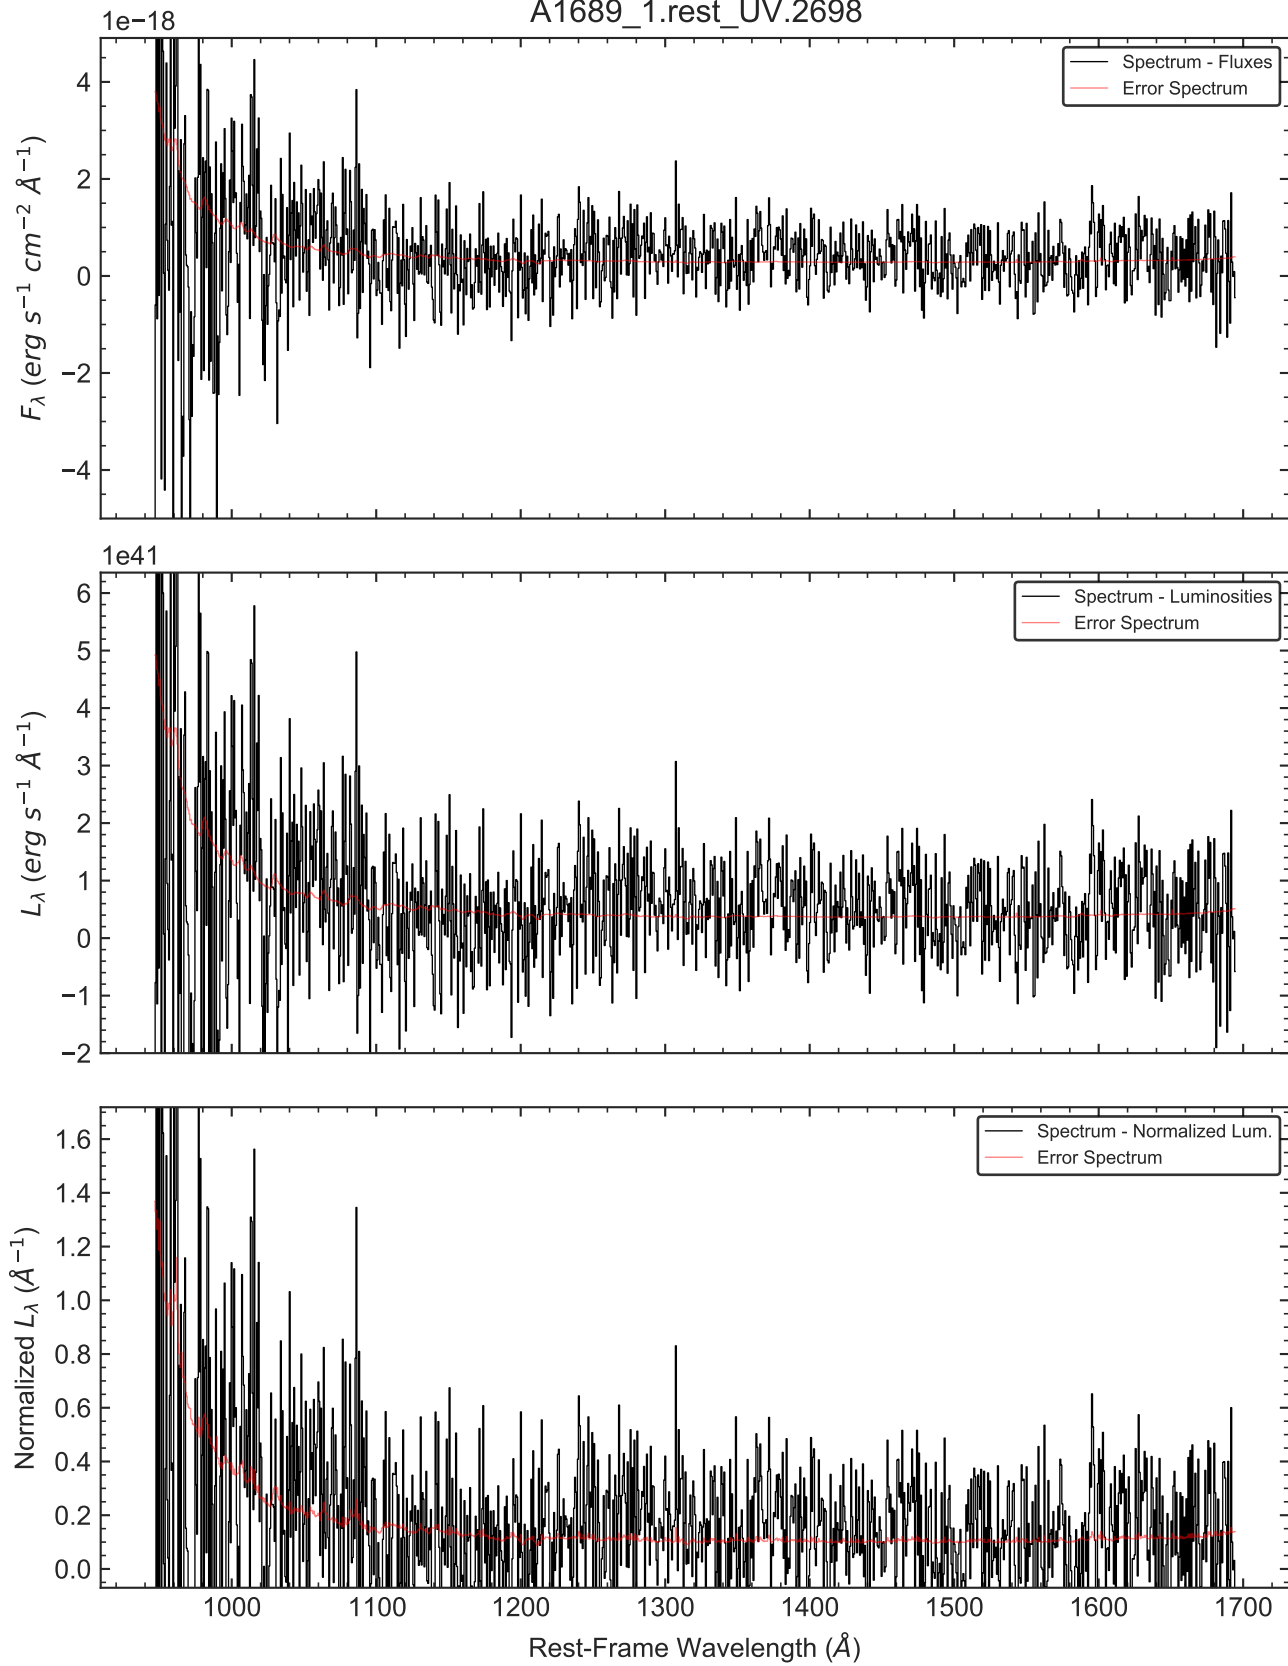 A1689_1.rest_UV.2698
1e−18
Spectrum - Fluxes
Error Spectrum
4
2
0
−2
−4
F_λ (erg s⁻¹ cm⁻² Å⁻¹)
1e41
Spectrum - Luminosities
Error Spectrum
6
5
4
3
2
1
0
−1
−2
L_λ (erg s⁻¹ Å⁻¹)
Spectrum - Normalized Lum.
Error Spectrum
1.6
1.4
1.2
1.0
0.8
0.6
0.4
0.2
0.0
Normalized L_λ (Å⁻¹)
1000 1100 1200 1300 1400 1500 1600 1700
Rest-Frame Wavelength (Å)